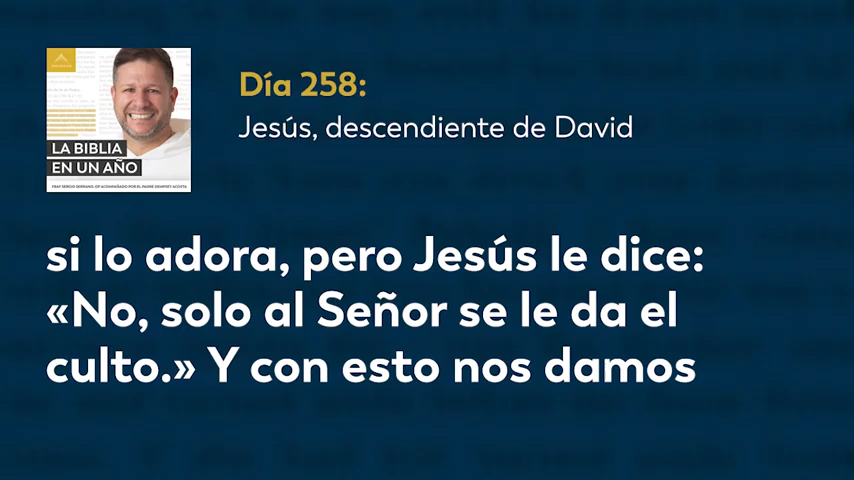 Día 258:
Jesús, descendiente de David
LA BIBLIA
EN UN AÑO
si lo adora, pero Jesús le dice:
«No, solo al Señor se le da el
culto.» Y con esto nos damos